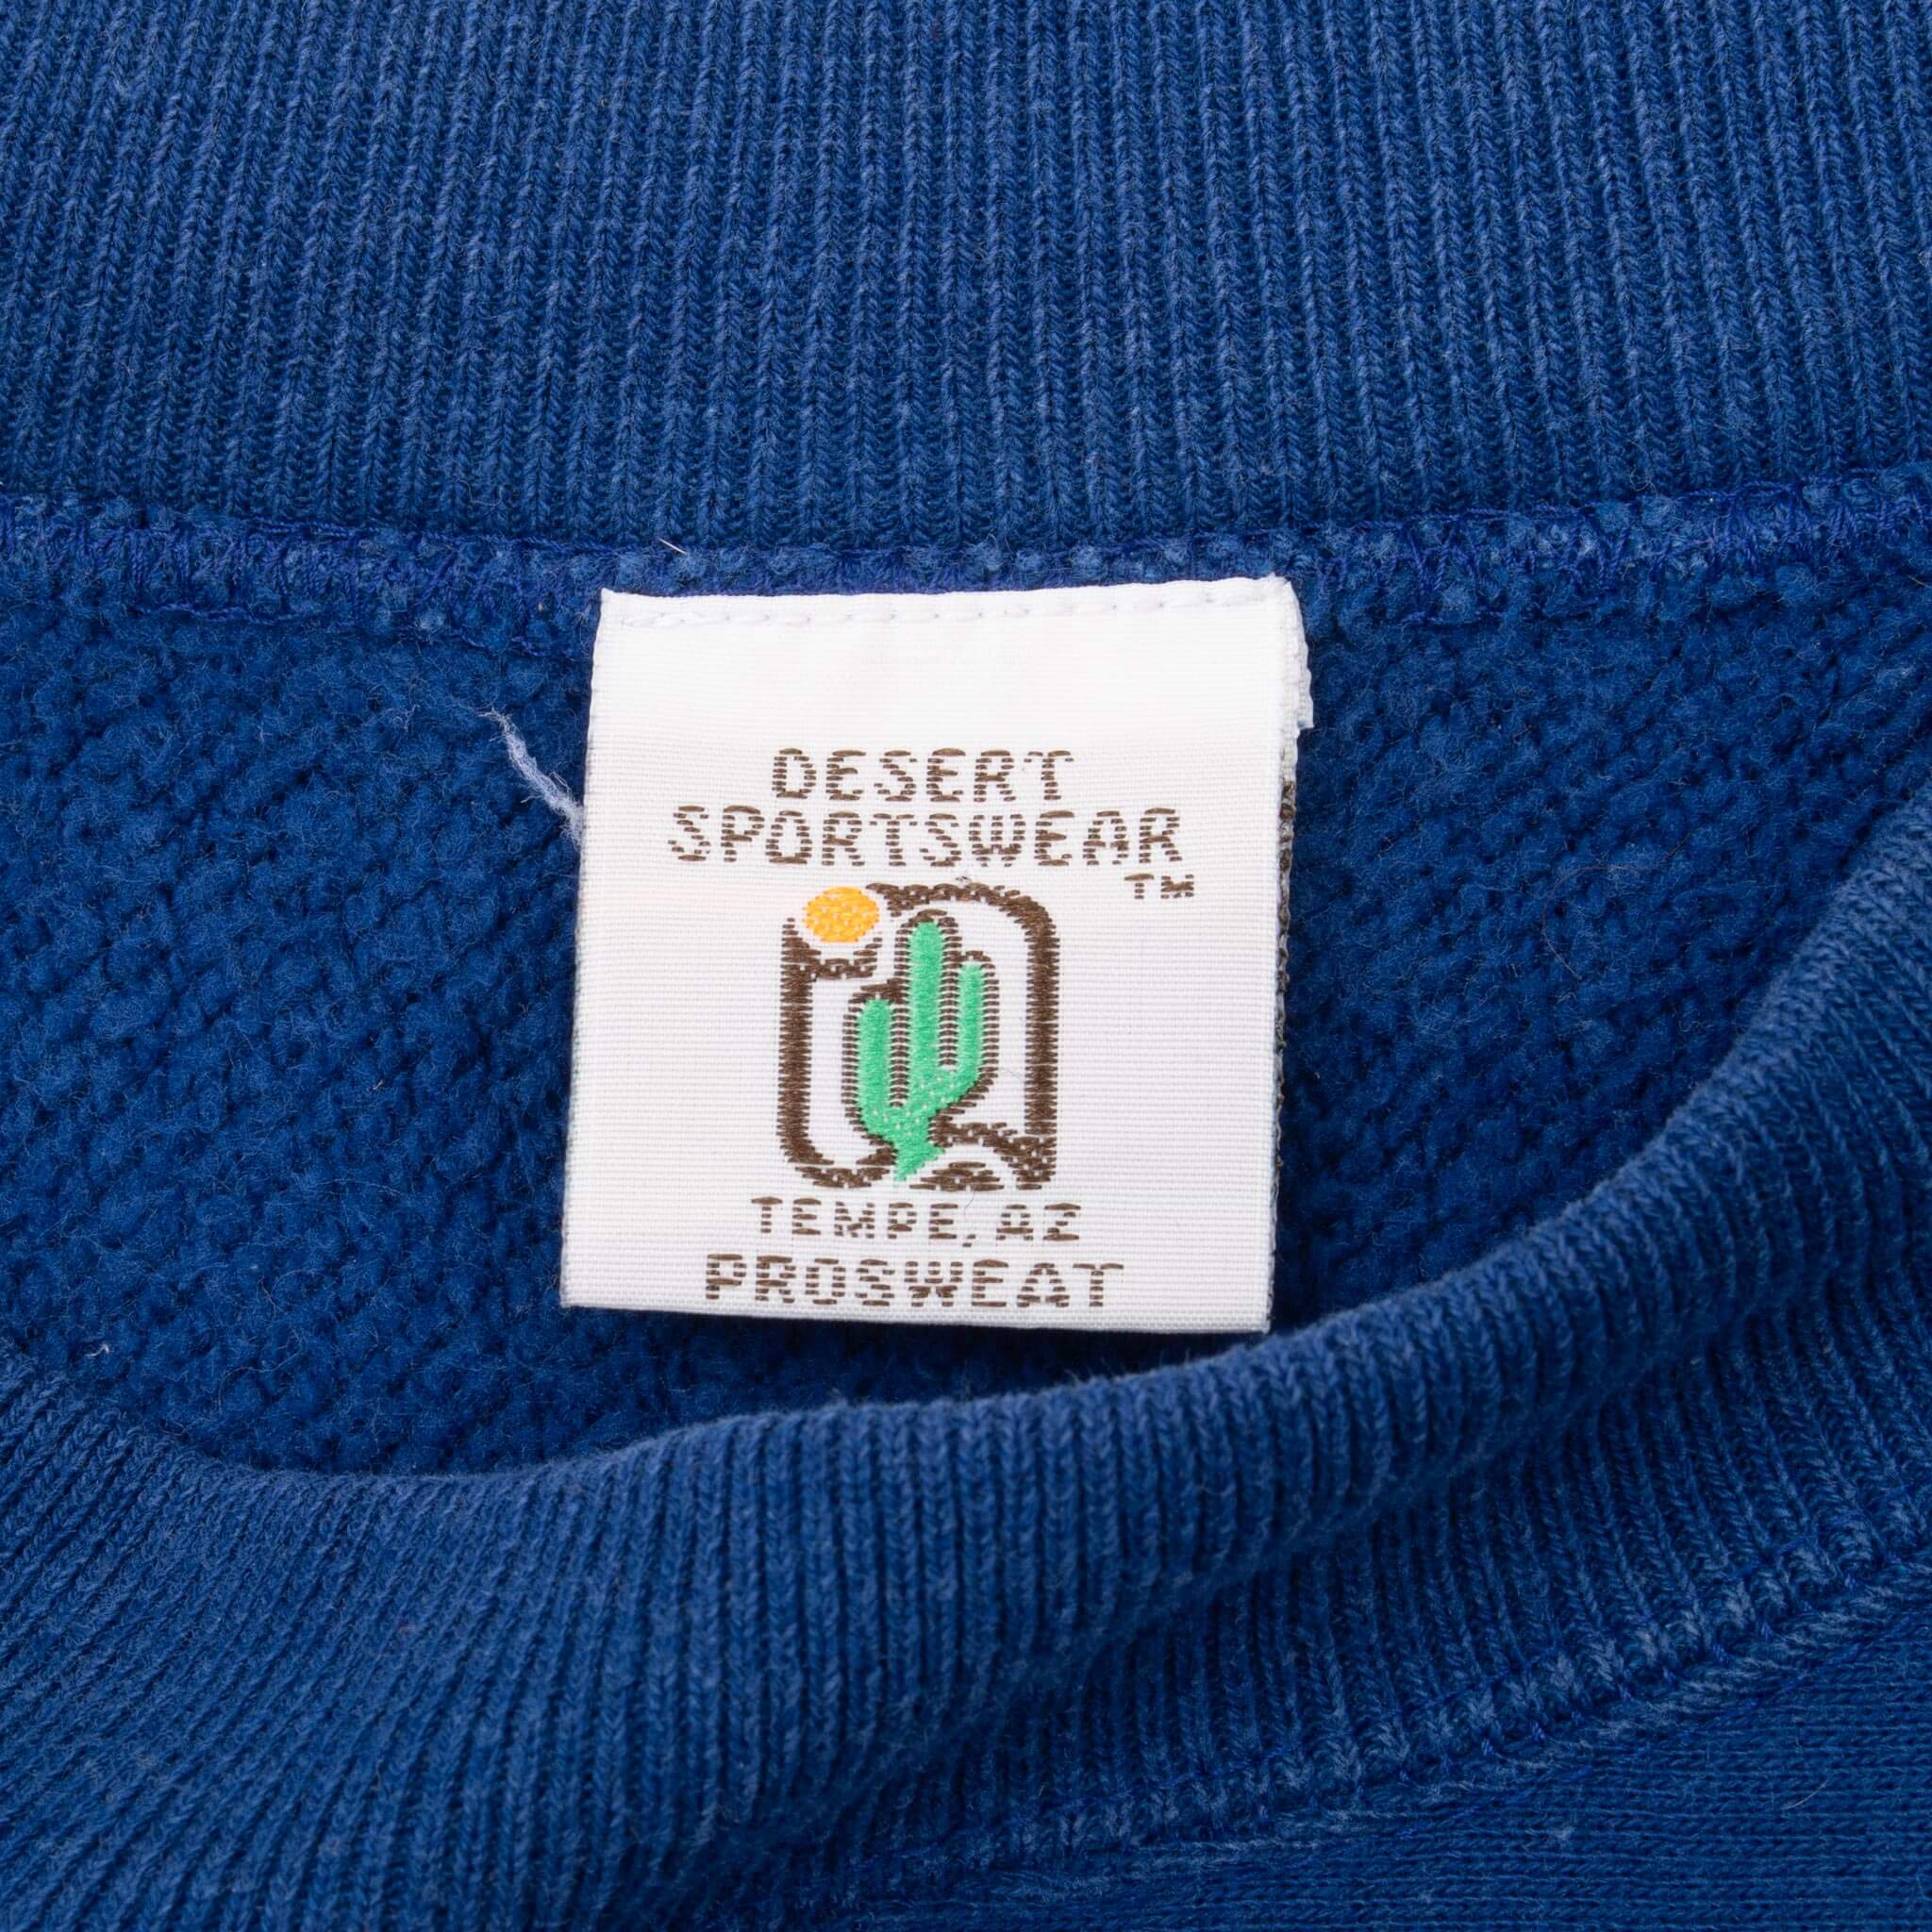 DESERT
SPORTSWEAR
TM
TEMPE, AZ
PROSWEAT